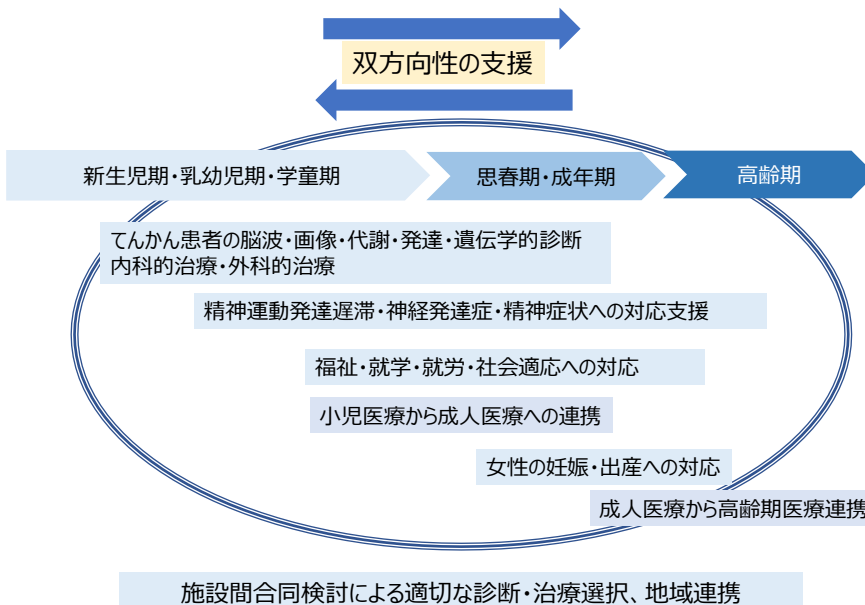 双方向性の支援
新生児期・乳幼児期・学童期
思春期・成年期
高齢期
てんかん患者の脳波・画像・代謝・発達・遺伝学的診断
内科的治療・外科的治療
精神運動発達遅滞・神経発達症・精神症状への対応支援
福祉・就学・就労・社会適応への対応
小児医療から成人医療への連携
女性の妊娠・出産への対応
成人医療から高齢期医療連携
施設間合同検討による適切な診断・治療選択、地域連携